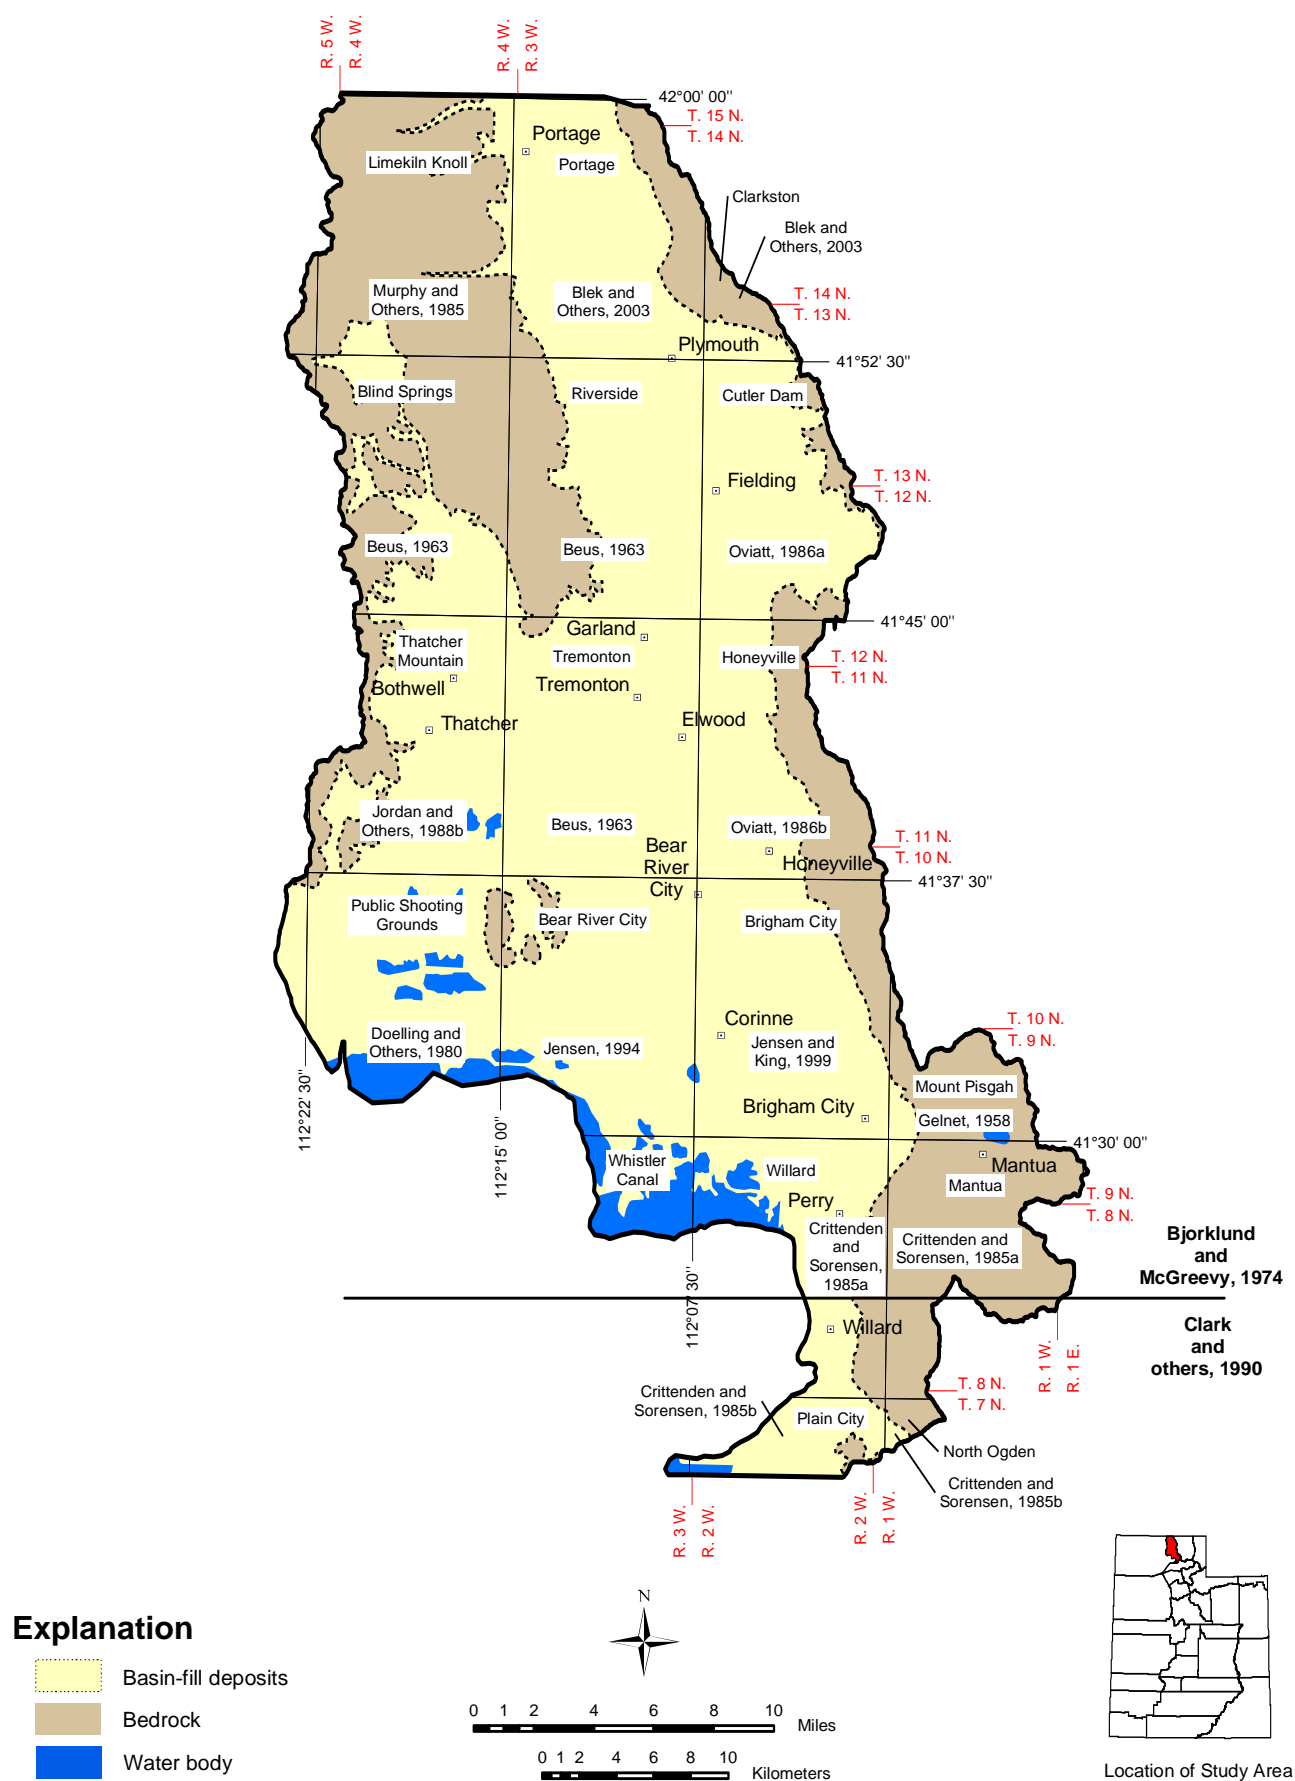 R. 5 W.
R. 4 W.
R. 4 W.
R. 3 W.
42°00' 00"
T. 15 N.
T. 14 N.
Portage
Limekiln Knoll
Portage
Clarkston
Blek and
Others, 2003
Murphy and
Others, 1985
Blek and
Others, 2003
T. 14 N.
T. 13 N.
Plymouth
41°52' 30"
Blind Springs
Riverside
Cutler Dam
Fielding
T. 13 N.
T. 12 N.
Beus, 1963
Beus, 1963
Oviatt, 1986a
41°45' 00"
Garland
Thatcher
Mountain
Tremonton
Honeyville
T. 12 N.
T. 11 N.
Bothwell
Tremonton
Thatcher
Elwood
Jordan and
Others, 1988b
Beus, 1963
Oviatt, 1986b
T. 11 N.
T. 10 N.
Bear
River
City
Honeyville
41°37' 30"
Public Shooting
Grounds
Bear River City
Brigham City
Corinne
T. 10 N.
T. 9 N.
Doelling and
Others, 1980
Jensen, 1994
Jensen and
King, 1999
112°22' 30"
Mount Pisgah
Brigham City
Gelnet, 1958
112°15' 00"
41°30' 00"
Whistler
Canal
Willard
Mantua
Mantua
Perry
T. 9 N.
T. 8 N.
Crittenden
and
Sorensen,
1985a
Crittenden and
Sorensen, 1985a
Bjorklund
and
McGreevy, 1974
112°07' 30"
Willard
Clark
and
others, 1990
R. 1 W.
R. 1 E.
T. 8 N.
T. 7 N.
Crittenden and
Sorensen, 1985b
Plain City
North Ogden
Crittenden and
Sorensen, 1985b
R. 3 W.
R. 2 W.
R. 2 W.
R. 1 W.
N
Explanation
Basin-fill deposits
Bedrock
Water body
0 1 2 4 6 8 10
Miles
0 1 2 4 6 8 10
Kilometers
Location of Study Area